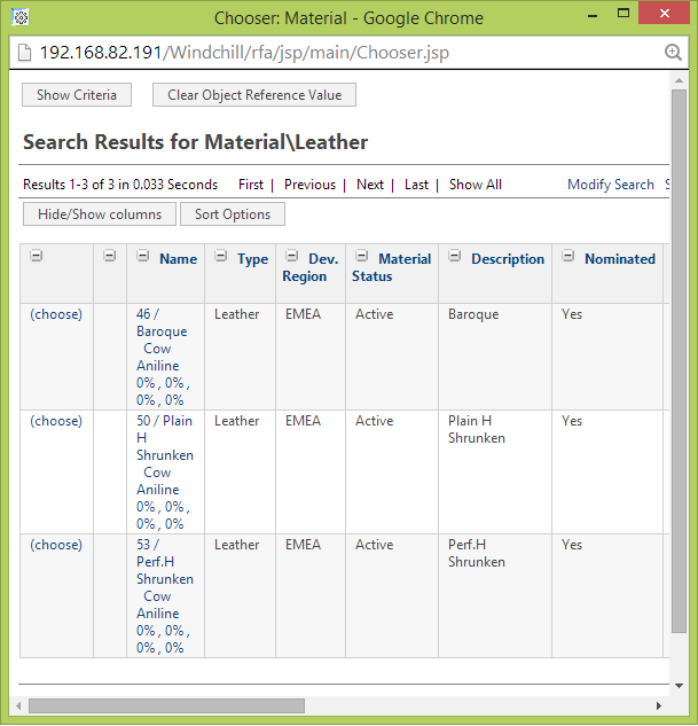 Chooser: Material - Google Chrome
192.168.82.191/Windchill/rfa/jsp/main/Chooser.jsp
Show Criteria Clear Object Reference Value
Search Results for Material\Leather
Results 1-3 of 3 in 0.033 Seconds First | Previous | Next | Last | Show All Modify Search S
Hide/Show columns Sort Options
Name Type Dev. Region Material Status Description Nominated
(choose) 46 / Leather EMEA Active Baroque Yes
Baroque
Cow
Aniline
0% , 0% ,
0% , 0%
(choose) 50 / Plain Leather EMEA Active Plain H Yes
H Shrunken
Shrunken
Cow
Aniline
0% , 0% ,
0% , 0%
(choose) 53 / Leather EMEA Active Perf.H Yes
Perf.H Shrunken
Shrunken
Cow
Aniline
0% , 0% ,
0% , 0%